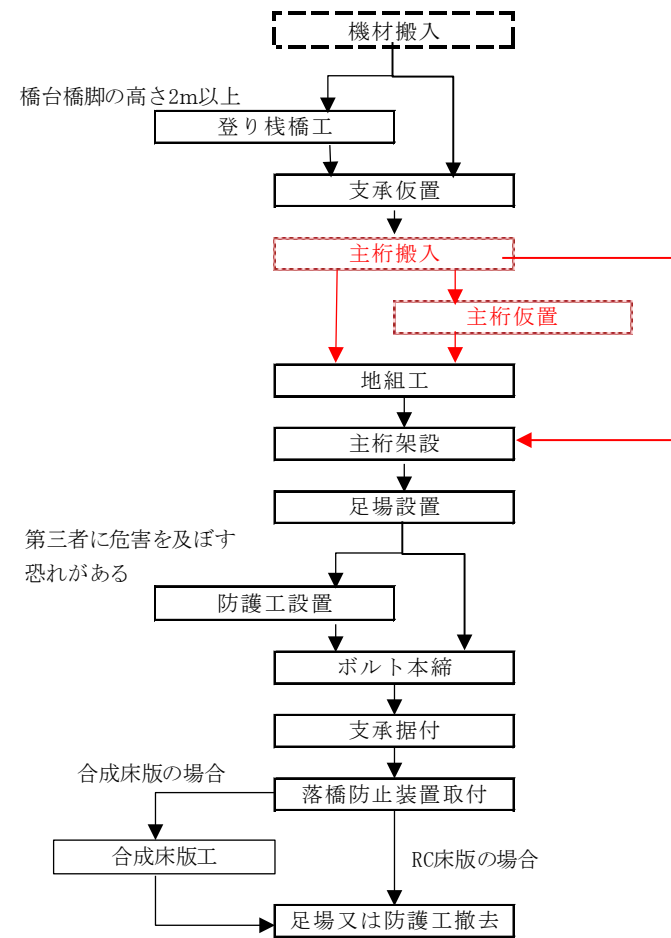 機材搬入
橋台橋脚の高さ2m以上
登り桟橋工
支承仮置
主桁搬入
主桁仮置
地組工
主桁架設
足場設置
第三者に危害を及ぼす
恐れがある
防護工設置
ボルト本締
支承据付
合成床版の場合
落橋防止装置取付
合成床版工
RC床版の場合
足場又は防護工撤去